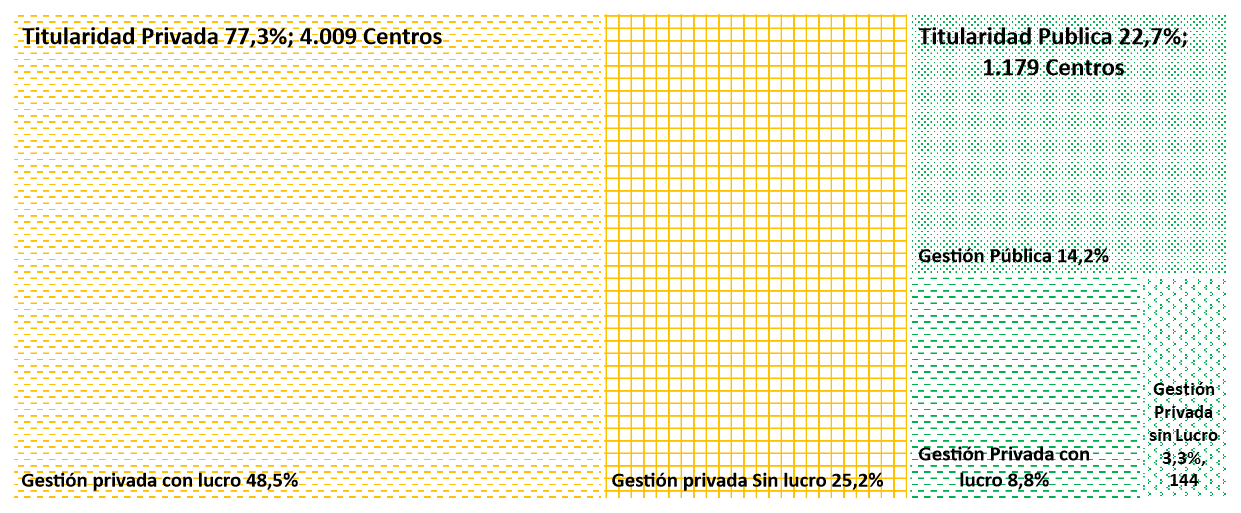 Titularidad Privada 77,3%; 4.009 Centros
Gestión privada con lucro 48,5%
Gestión privada Sin lucro 25,2%
Titularidad Publica 22,7%;
1.179 Centros
Gestión Pública 14,2%
Gestión Privada con
lucro 8,8%
Gestión
Privada
sin Lucro
3,3%,
144